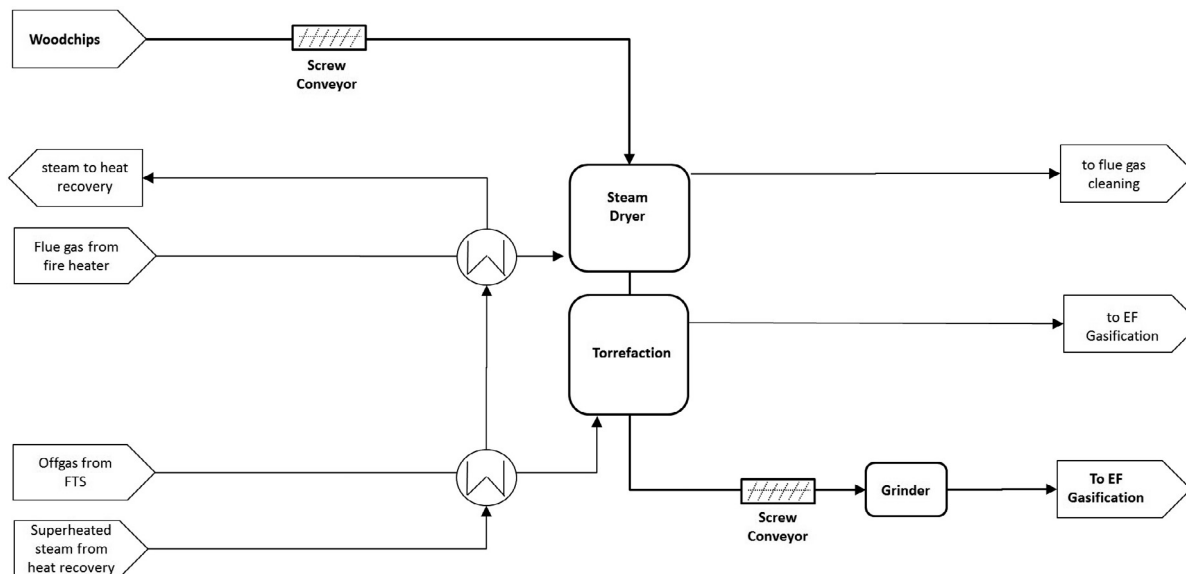 Woodchips
Screw
Conveyor
steam to heat
recovery
Steam
Dryer
to flue gas
cleaning
Flue gas from
fire heater
Torrefaction
to EF
Gasification
Offgas from
FTS
Superheated
steam from
heat recovery
Screw
Conveyor
Grinder
To EF
Gasification